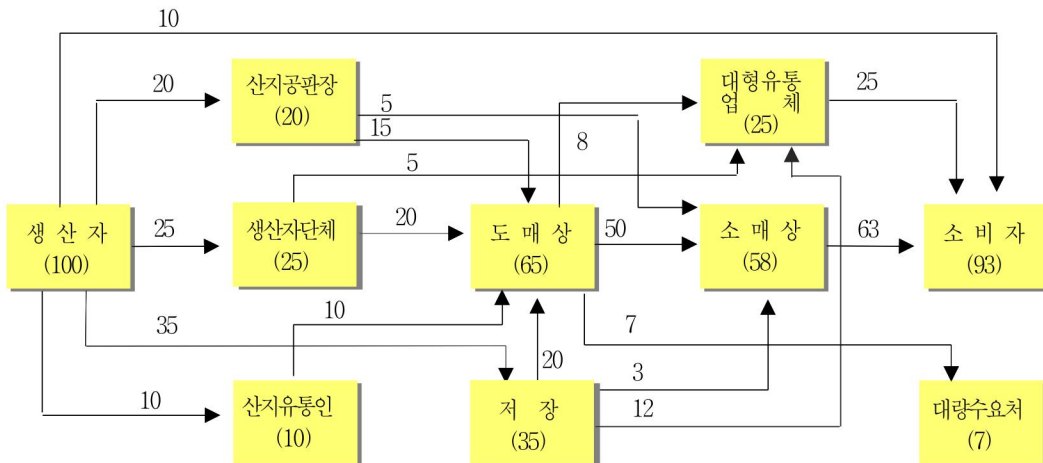 10
산지공판장
(20)
대형유통
업 체
(25)
20
5
15
25
8
5
생 산 자
(100)
25
생산자단체
(25)
20
도 매 상
(65)
50
소 매 상
(58)
63
소 비 자
(93)
35
10
20
7
3
12
10
산지유통인
(10)
저 장
(35)
대량수요처
(7)